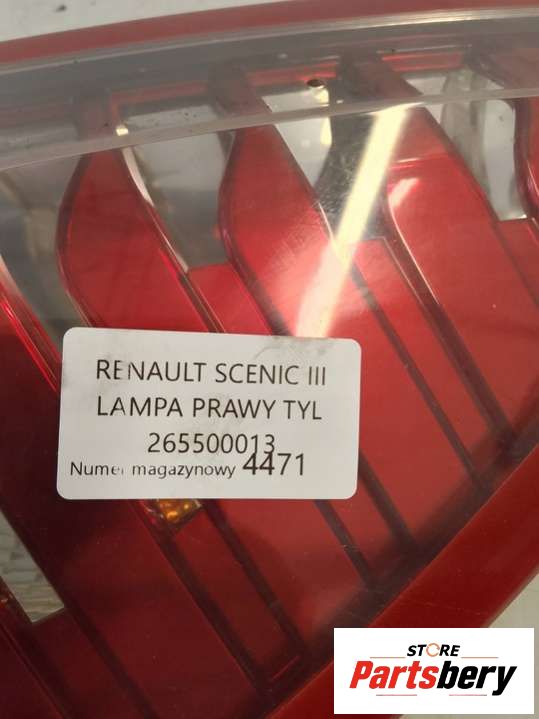 RENAULT SCENIC III
LAMPA PRAWY TYL
265500013
Numer magazynowy 4471
STORE
Partsbery